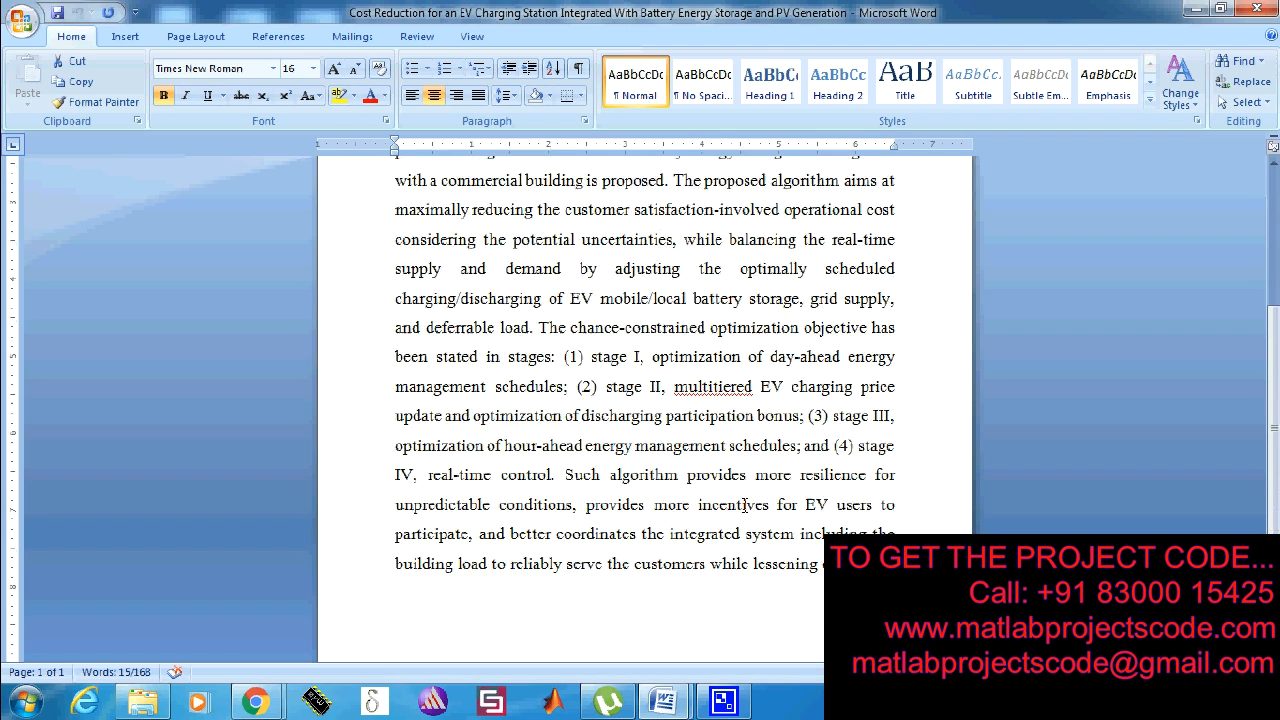 Cost Reduction for an EV Charging Station Integrated With Battery Energy Storage and PV Generation - Microsoft Word
Home Insert Page Layout References Mailings Review View
Paste
Cut
Copy
Format Painter
Clipboard
Times New Roman 16
Font
Paragraph
AaBbCcDc AaBbCcDc AaBbCc AaBbCc AaB AaBbCcL AaBbCcDc AaBbCcDc
¶ Normal ¶ No Spaci... Heading 1 Heading 2 Title Subtitle Subtle Em... Emphasis
Change Styles
Styles
Find
Replace
Select
Editing
1 1 2 3 4 5 6 7
with a commercial building is proposed. The proposed algorithm aims at
maximally reducing the customer satisfaction-involved operational cost
considering the potential uncertainties, while balancing the real-time
supply and demand by adjusting the optimally scheduled
charging/discharging of EV mobile/local battery storage, grid supply,
and deferrable load. The chance-constrained optimization objective has
been stated in stages: (1) stage I, optimization of day-ahead energy
management schedules; (2) stage II, multitiered EV charging price
update and optimization of discharging participation bonus; (3) stage III,
optimization of hour-ahead energy management schedules; and (4) stage
IV, real-time control. Such algorithm provides more resilience for
unpredictable conditions, provides more incentives for EV users to
participate, and better coordinates the integrated system including the
building load to reliably serve the customers while lessening
TO GET THE PROJECT CODE...
Call: +91 83000 15425
www.matlabprojectscode.com
matlabprojectscode@gmail.com
Page: 1 of 1 Words: 15/168